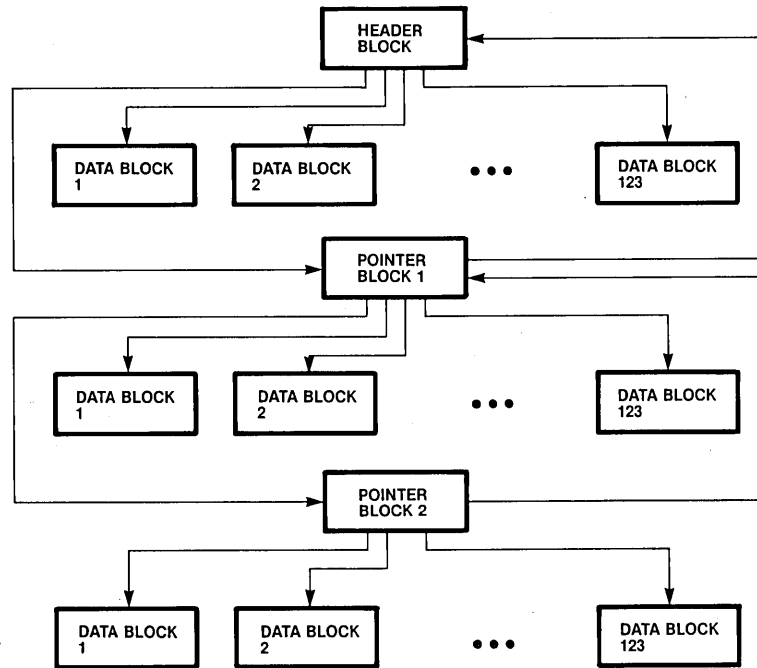 HEADER
BLOCK
DATA BLOCK
1
DATA BLOCK
2
•••
DATA BLOCK
123
POINTER
BLOCK 1
DATA BLOCK
1
DATA BLOCK
2
•••
DATA BLOCK
123
POINTER
BLOCK 2
DATA BLOCK
1
DATA BLOCK
2
•••
DATA BLOCK
123